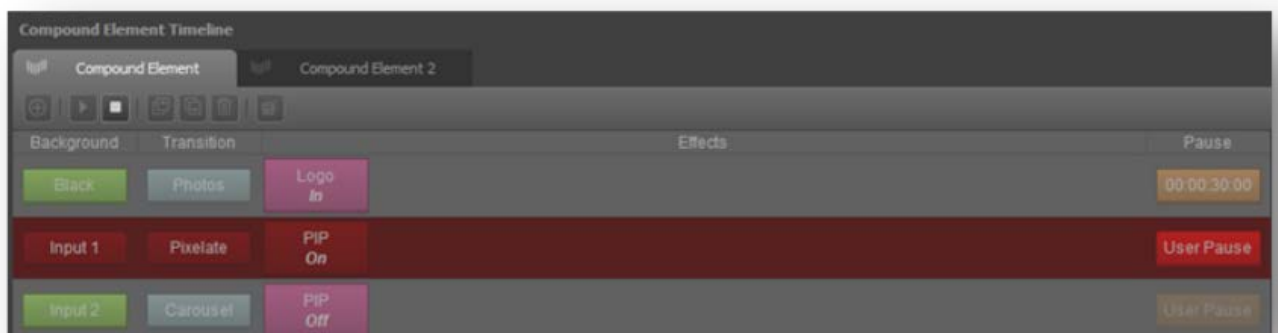 Compound Element Timeline
Compound Element Compound Element 2
Background Transition Effects Pause
Black Photos Logo In 00:00:30:00
Input 1 Pixelate PIP On User Pause
Input 2 Carousel PIP Off User Pause